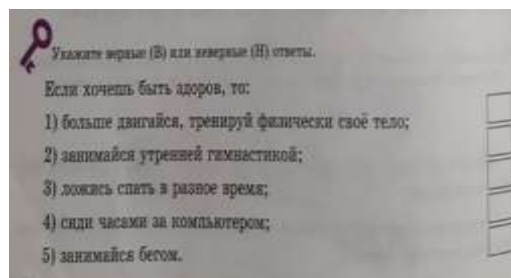 Укажите верные (В) или неверные (Н) ответы.
Если хочешь быть здоров, то:
1) больше двигайся, тренируй физически своё тело;
2) занимайся утренней гимнастикой;
3) ложись спать в разное время;
4) сиди часами за компьютером;
5) занимайся бегом.